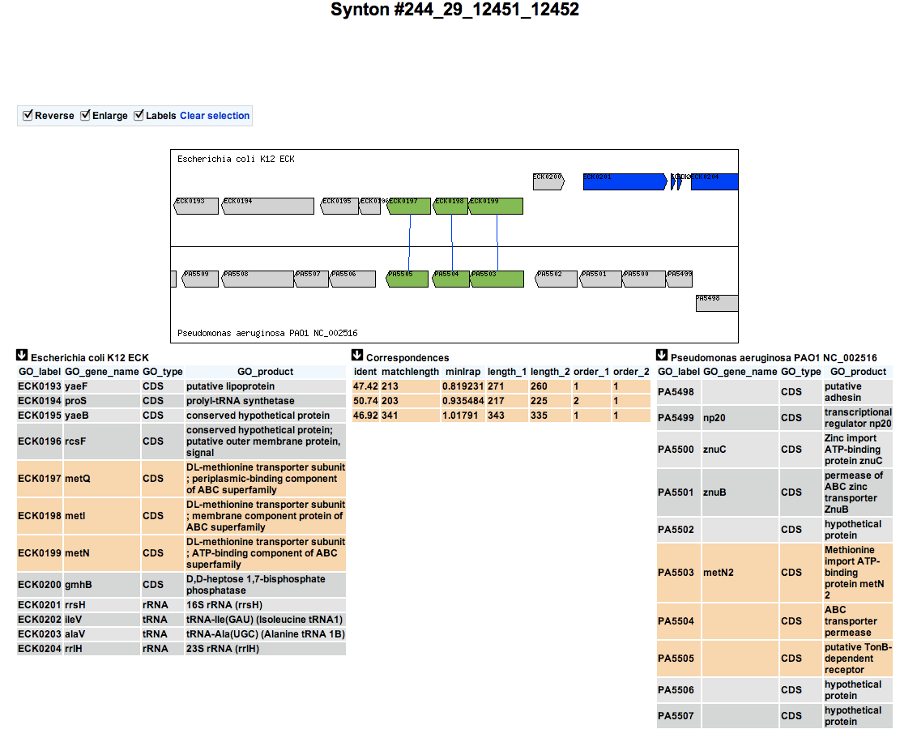 Synton #244_29_12451_12452
Reverse Enlarge Labels Clear selection
Escherichia coli K12 ECK
ECK0200 ECK0201 ECK0204
ECK0193 ECK0194 ECK0195 ECK0197 ECK0198 ECK0199
PA5509 PA5508 PA5507 PA5506 PA5505 PA5504 PA5503 PA5502 PA5501 PA5500 PA5499
PA5498
Pseudomonas aeruginosa PAO1 NC_002516
Escherichia coli K12 ECK
GO_label GO_gene_name GO_type GO_product
ECK0193 yaeF CDS putative lipoprotein
ECK0194 proS CDS prolyl-tRNA synthetase
ECK0195 yaeB CDS conserved hypothetical protein
ECK0196 rcsF CDS conserved hypothetical protein;
putative outer membrane protein,
signal
ECK0197 metQ CDS DL-methionine transporter subunit
; periplasmic-binding component
of ABC superfamily
ECK0198 metI CDS DL-methionine transporter subunit
; membrane component protein of
ABC superfamily
ECK0199 metN CDS DL-methionine transporter subunit
; ATP-binding component of ABC
superfamily
ECK0200 gmhB CDS D,D-heptose 1,7-bisphosphate
phosphatase
ECK0201 rrsH rRNA 16S rRNA (rrsH)
ECK0202 ileV tRNA tRNA-Ile(GAU) (Isoleucine tRNA1)
ECK0203 alaV tRNA tRNA-Ala(UGC) (Alanine tRNA 1B)
ECK0204 rrlH rRNA 23S rRNA (rrlH)
Correspondences
ident matchlength minlrap length_1 length_2 order_1 order_2
47.42 213 0.819231 271 260 1 1
50.74 203 0.935484 217 225 2 1
46.92 341 1.01791 343 335 1 1
Pseudomonas aeruginosa PAO1 NC_002516
GO_label GO_gene_name GO_type GO_product
PA5498 CDS putative
adhesin
PA5499 np20 CDS transcriptional
regulator np20
PA5500 znuC CDS Zinc import
ATP-binding
protein znuC
PA5501 znuB CDS permease of
ABC zinc
transporter
ZnuB
PA5502 CDS hypothetical
protein
PA5503 metN2 CDS Methionine
import ATP-
binding
protein metN
2
PA5504 CDS ABC
transporter
permease
PA5505 CDS putative TonB-
dependent
receptor
PA5506 CDS hypothetical
protein
PA5507 CDS hypothetical
protein